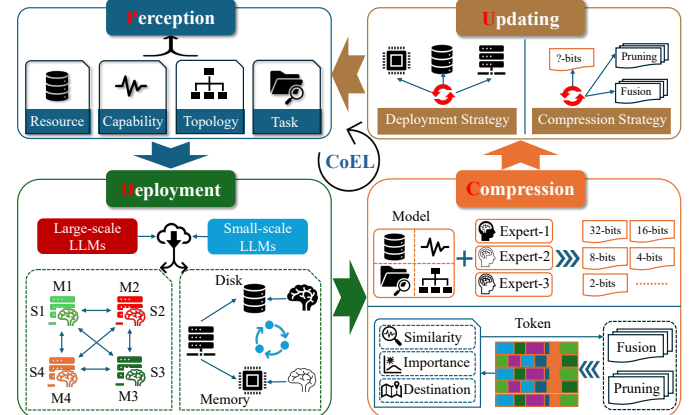 Perception
Resource
Capability
Topology
Task
Updating
?-bits
Pruning
Fusion
Deployment Strategy
Compression Strategy
CoEL
Deployment
Large-scale
LLMs
Small-scale
LLMs
M1
M2
S1
S2
S4
S3
M4
M3
Disk
Memory
Compression
Model
Expert-1
Expert-2
Expert-3
32-bits
16-bits
8-bits
4-bits
2-bits
.........
Similarity
Importance
Destination
Token
Fusion
Pruning